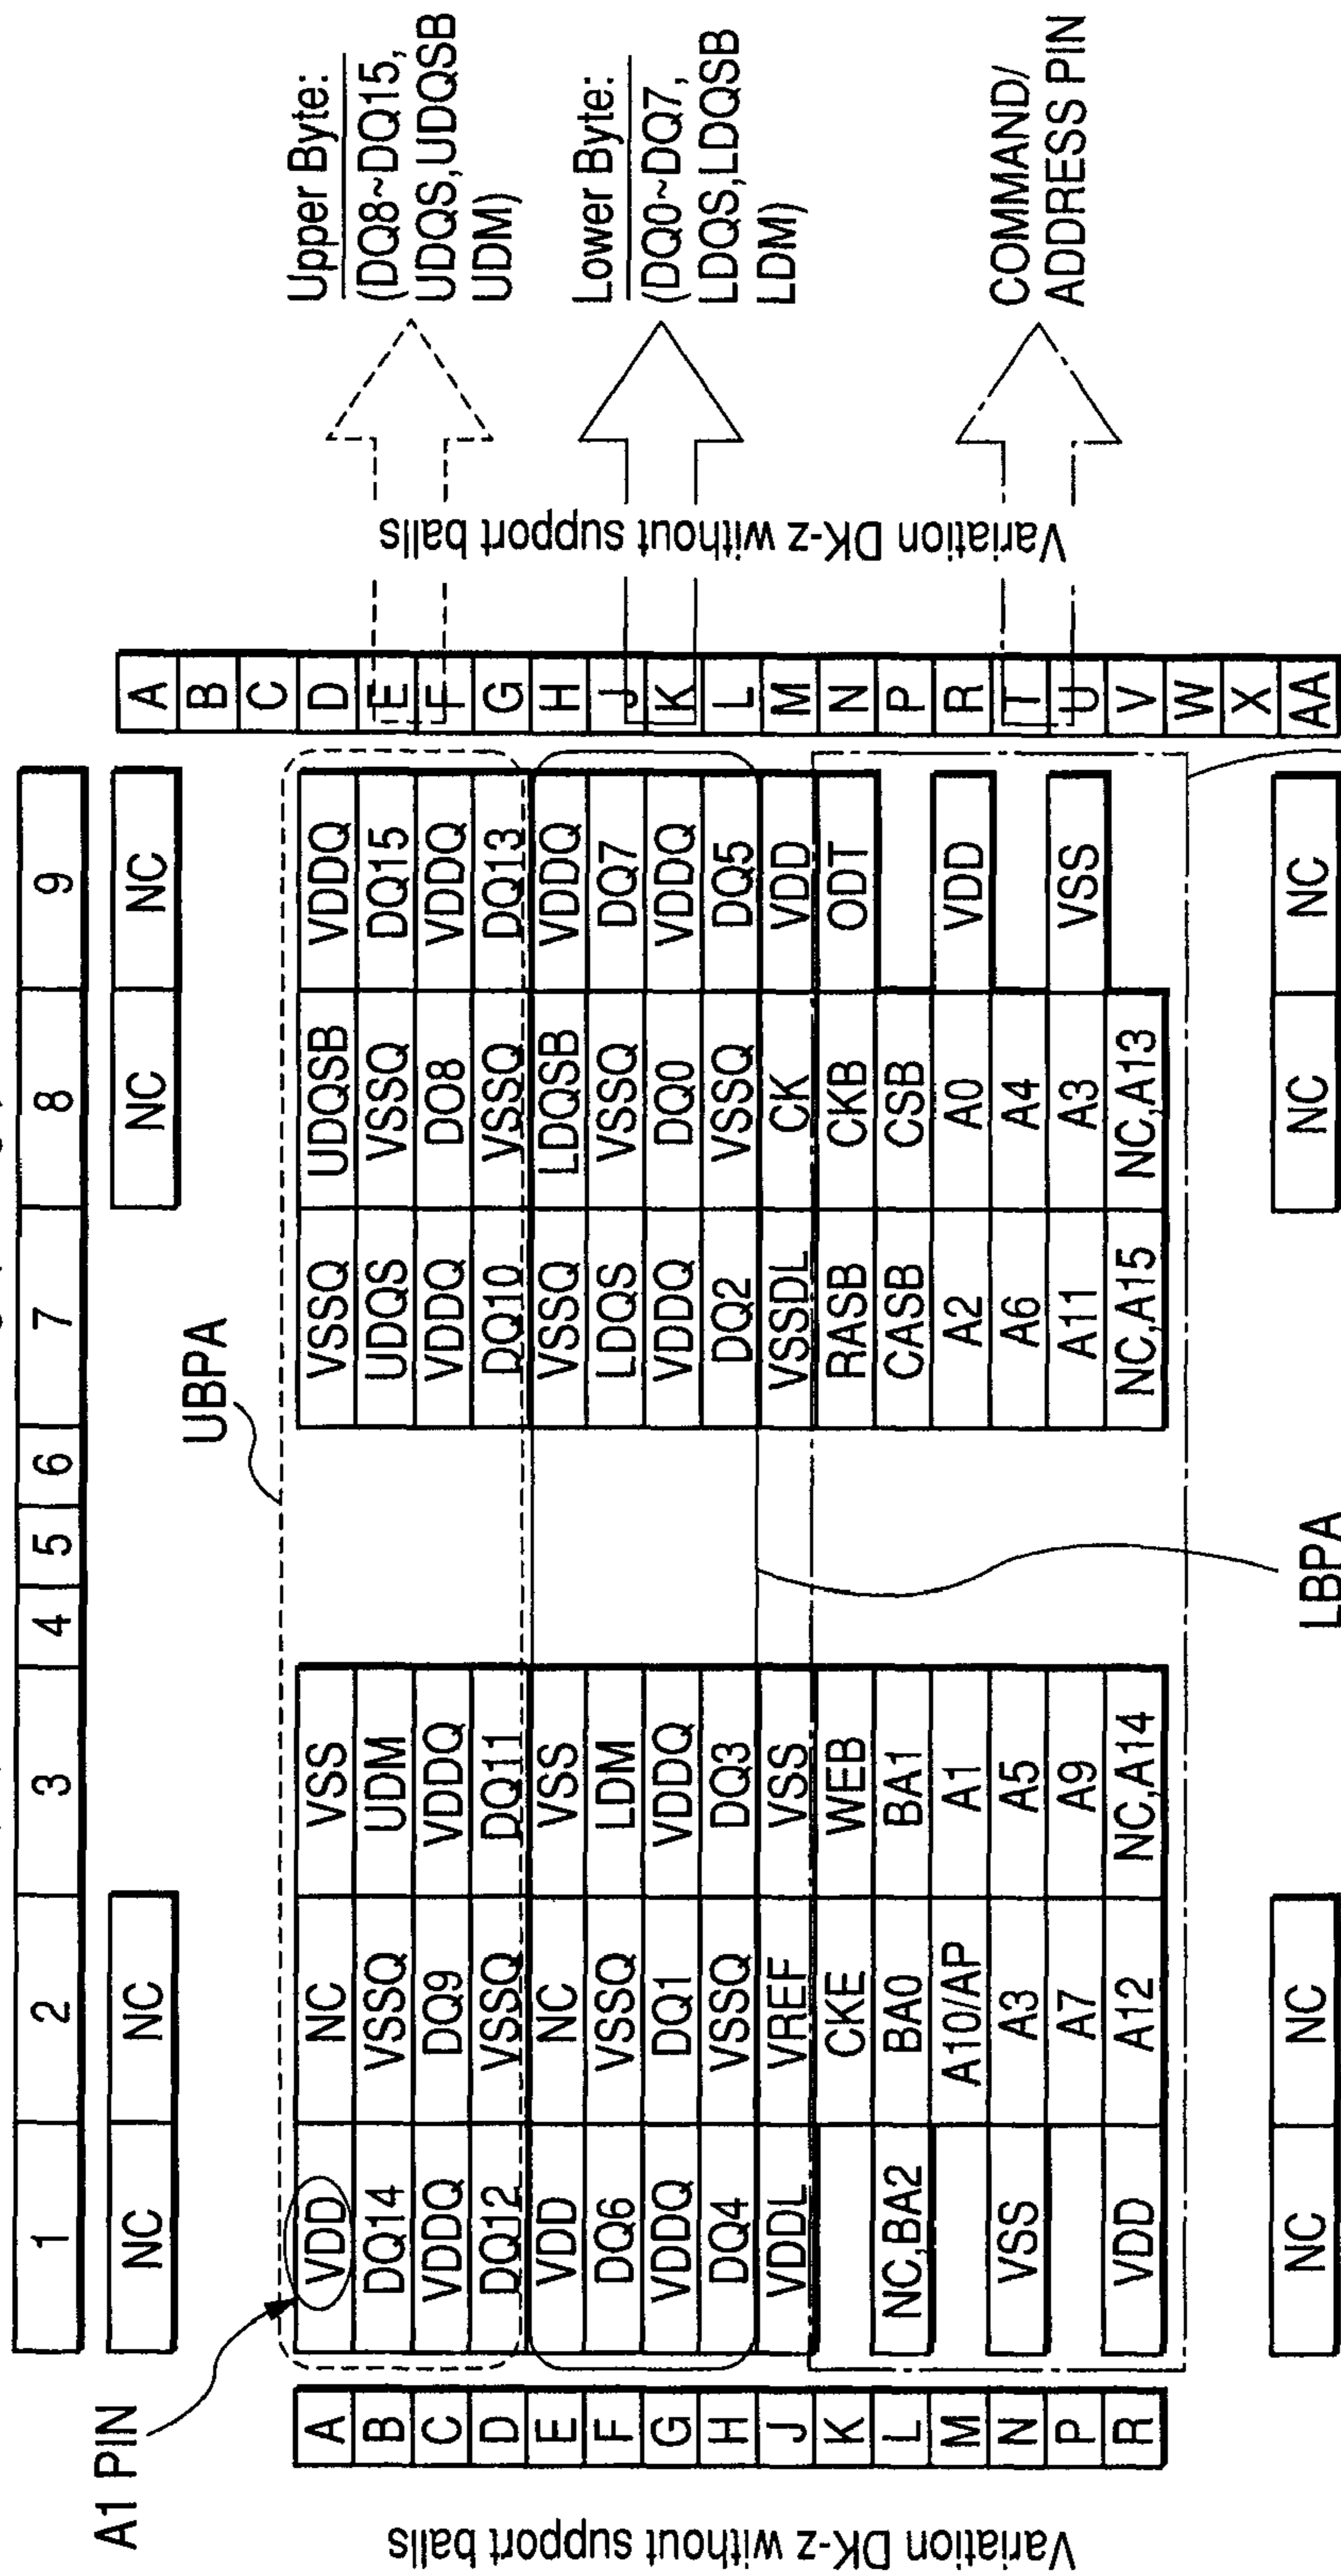 1 2 3 4 5 6 7 8 9
NC NC NC NC
A1 PIN
UBPA
A VDD NC VSS VSSQ UDQSB VDDQ D
B DQ14 VSSQ UDM UDQS VSSQ DQ15 E
C VDDQ DQ9 VDDQ VDDQ DO8 VDDQ F
D DQ12 VSSQ DQ11 DQ10 VSSQ DQ13 G
E VDD NC VSS VSSQ LDQSB VDDQ H
F DQ6 VSSQ LDM LDQS VSSQ DQ7 J
G VDDQ DQ1 VDDQ VDDQ DQ0 VDDQ K
H DQ4 VSSQ DQ3 DQ2 VSSQ DQ5 L
J VDDL VREF VSS VSSDL CK VDD M
K CKE WEB RASB CKB ODT N
L NC,BA2 BA0 BA1 CASB CSB P
M A10/AP A1 A2 A0 VDD R
N VSS A3 A5 A6 A4 T
P A7 A9 A11 A3 VSS U
R VDD A12 NC,A14 NC,A15 NC,A13 V
A
B
C
W
X
AA
NC NC NC NC
LBPA
Variation DK-z without support balls
Variation DK-z without support balls
Upper Byte:
(DQ8~DQ15,
UDQS,UDQSB
UDM)
Lower Byte:
(DQ0~DQ7,
LDQS,LDQSB
LDM)
COMMAND/
ADDRESS PIN